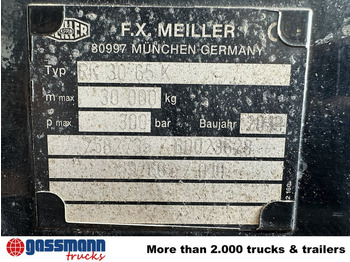 MEILLER
F.X. MEILLER
80997 MÜNCHEN GERMANY
Typ RK 30·65 K
m max 30 000 kg
p max 300 bar Baujahr
gassmann
trucks
More than 2.000 trucks & trailers